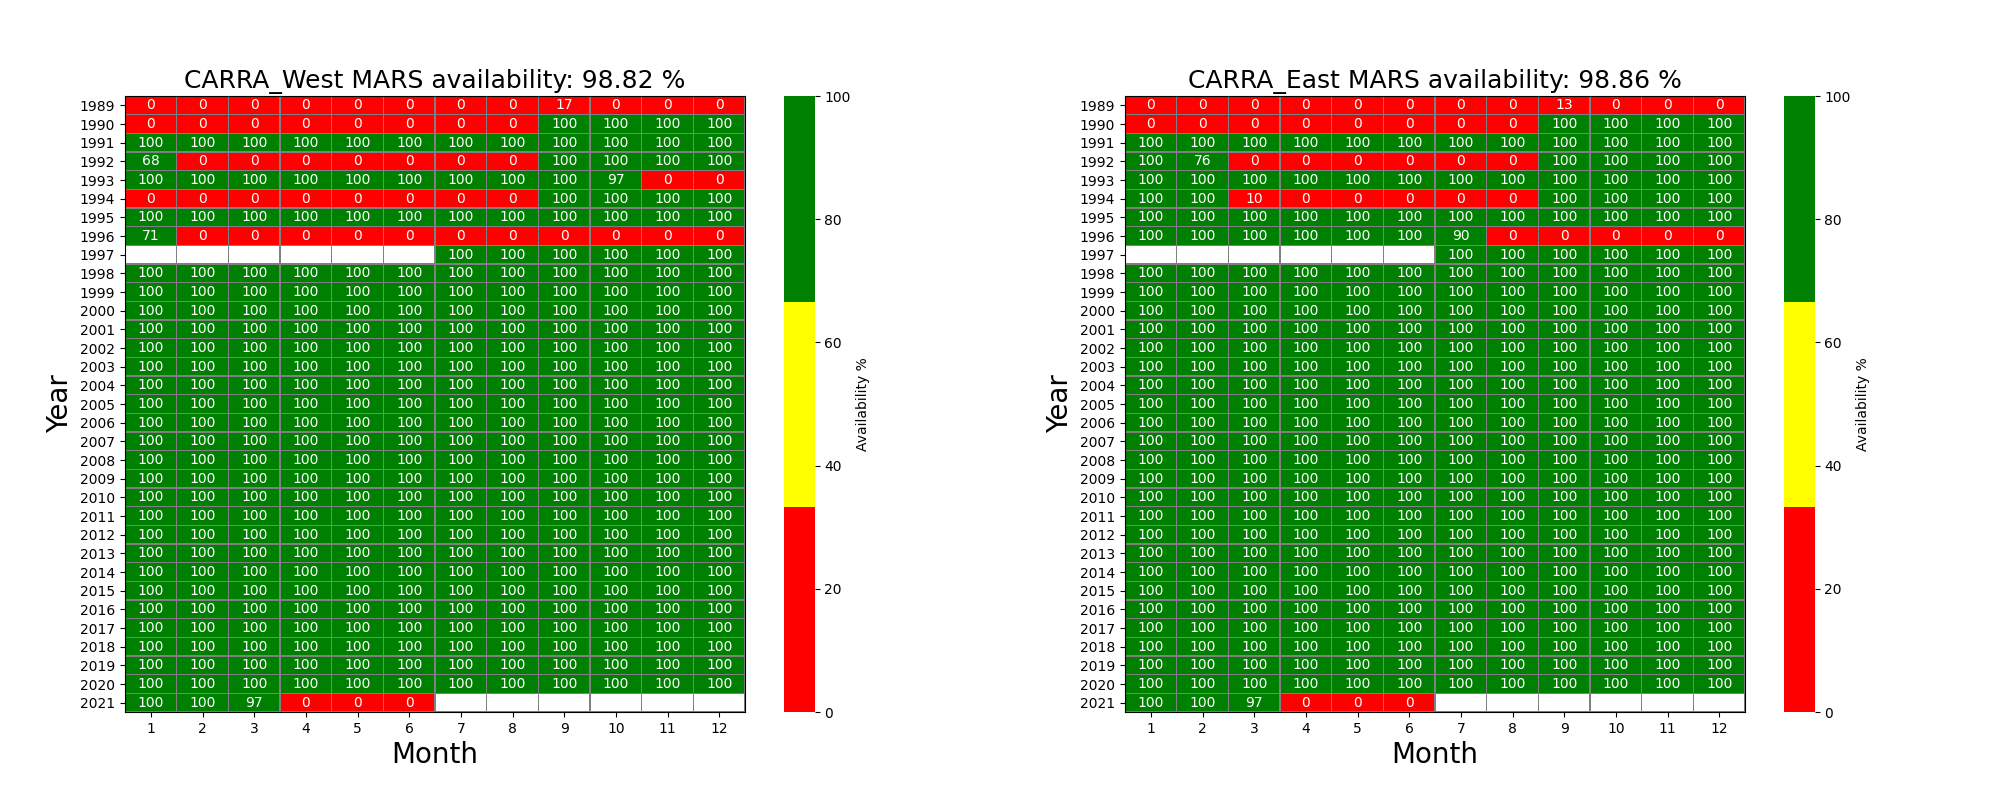 CARRA_West MARS availability: 98.82 %
1989 0 0 0 0 0 0 0 0 17 0 0 0
1990 0 0 0 0 0 0 0 0 100 100 100 100
1991 100 100 100 100 100 100 100 100 100 100 100 100
1992 68 0 0 0 0 0 0 0 100 100 100 100
1993 100 100 100 100 100 100 100 100 100 97 0 0
1994 0 0 0 0 0 0 0 0 100 100 100 100
1995 100 100 100 100 100 100 100 100 100 100 100 100
1996 71 0 0 0 0 0 0 0 0 0 0 0
1997 100 100 100 100 100 100
1998 100 100 100 100 100 100 100 100 100 100 100 100
1999 100 100 100 100 100 100 100 100 100 100 100 100
2000 100 100 100 100 100 100 100 100 100 100 100 100
2001 100 100 100 100 100 100 100 100 100 100 100 100
2002 100 100 100 100 100 100 100 100 100 100 100 100
2003 100 100 100 100 100 100 100 100 100 100 100 100
2004 100 100 100 100 100 100 100 100 100 100 100 100
2005 100 100 100 100 100 100 100 100 100 100 100 100
2006 100 100 100 100 100 100 100 100 100 100 100 100
2007 100 100 100 100 100 100 100 100 100 100 100 100
2008 100 100 100 100 100 100 100 100 100 100 100 100
2009 100 100 100 100 100 100 100 100 100 100 100 100
2010 100 100 100 100 100 100 100 100 100 100 100 100
2011 100 100 100 100 100 100 100 100 100 100 100 100
2012 100 100 100 100 100 100 100 100 100 100 100 100
2013 100 100 100 100 100 100 100 100 100 100 100 100
2014 100 100 100 100 100 100 100 100 100 100 100 100
2015 100 100 100 100 100 100 100 100 100 100 100 100
2016 100 100 100 100 100 100 100 100 100 100 100 100
2017 100 100 100 100 100 100 100 100 100 100 100 100
2018 100 100 100 100 100 100 100 100 100 100 100 100
2019 100 100 100 100 100 100 100 100 100 100 100 100
2020 100 100 100 100 100 100 100 100 100 100 100 100
2021 100 100 97 0 0 0
1 2 3 4 5 6 7 8 9 10 11 12
Month
Year
100
80
60
40
20
0
Availability %
CARRA_East MARS availability: 98.86 %
1989 0 0 0 0 0 0 0 0 13 0 0 0
1990 0 0 0 0 0 0 0 0 100 100 100 100
1991 100 100 100 100 100 100 100 100 100 100 100 100
1992 100 76 0 0 0 0 0 0 100 100 100 100
1993 100 100 100 100 100 100 100 100 100 100 100 100
1994 100 100 10 0 0 0 0 0 100 100 100 100
1995 100 100 100 100 100 100 100 100 100 100 100 100
1996 100 100 100 100 100 100 90 0 0 0 0 0
1997 100 100 100 100 100 100
1998 100 100 100 100 100 100 100 100 100 100 100 100
1999 100 100 100 100 100 100 100 100 100 100 100 100
2000 100 100 100 100 100 100 100 100 100 100 100 100
2001 100 100 100 100 100 100 100 100 100 100 100 100
2002 100 100 100 100 100 100 100 100 100 100 100 100
2003 100 100 100 100 100 100 100 100 100 100 100 100
2004 100 100 100 100 100 100 100 100 100 100 100 100
2005 100 100 100 100 100 100 100 100 100 100 100 100
2006 100 100 100 100 100 100 100 100 100 100 100 100
2007 100 100 100 100 100 100 100 100 100 100 100 100
2008 100 100 100 100 100 100 100 100 100 100 100 100
2009 100 100 100 100 100 100 100 100 100 100 100 100
2010 100 100 100 100 100 100 100 100 100 100 100 100
2011 100 100 100 100 100 100 100 100 100 100 100 100
2012 100 100 100 100 100 100 100 100 100 100 100 100
2013 100 100 100 100 100 100 100 100 100 100 100 100
2014 100 100 100 100 100 100 100 100 100 100 100 100
2015 100 100 100 100 100 100 100 100 100 100 100 100
2016 100 100 100 100 100 100 100 100 100 100 100 100
2017 100 100 100 100 100 100 100 100 100 100 100 100
2018 100 100 100 100 100 100 100 100 100 100 100 100
2019 100 100 100 100 100 100 100 100 100 100 100 100
2020 100 100 100 100 100 100 100 100 100 100 100 100
2021 100 100 97 0 0 0
1 2 3 4 5 6 7 8 9 10 11 12
Month
Year
100
80
60
40
20
0
Availability %